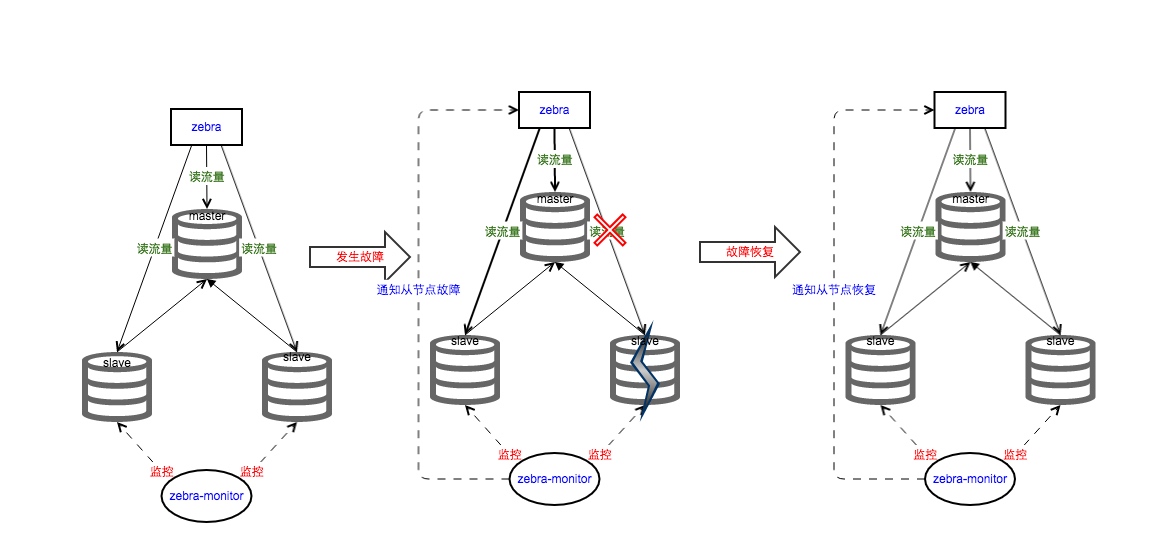 zebra
读流量
master
读流量
读流量
slave
slave
监控
监控
zebra-monitor
发生故障
zebra
读流量
master
读流量
读流量
通知从节点故障
slave
slave
监控
监控
zebra-monitor
故障恢复
zebra
读流量
master
读流量
读流量
通知从节点恢复
slave
slave
监控
监控
zebra-monitor